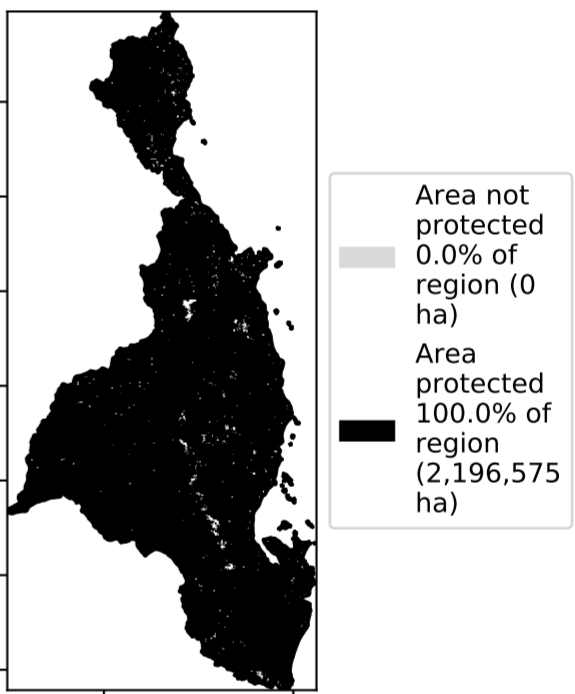 Area not
protected
0.0% of
region (0
ha)
Area
protected
100.0% of
region
(2,196,575
ha)